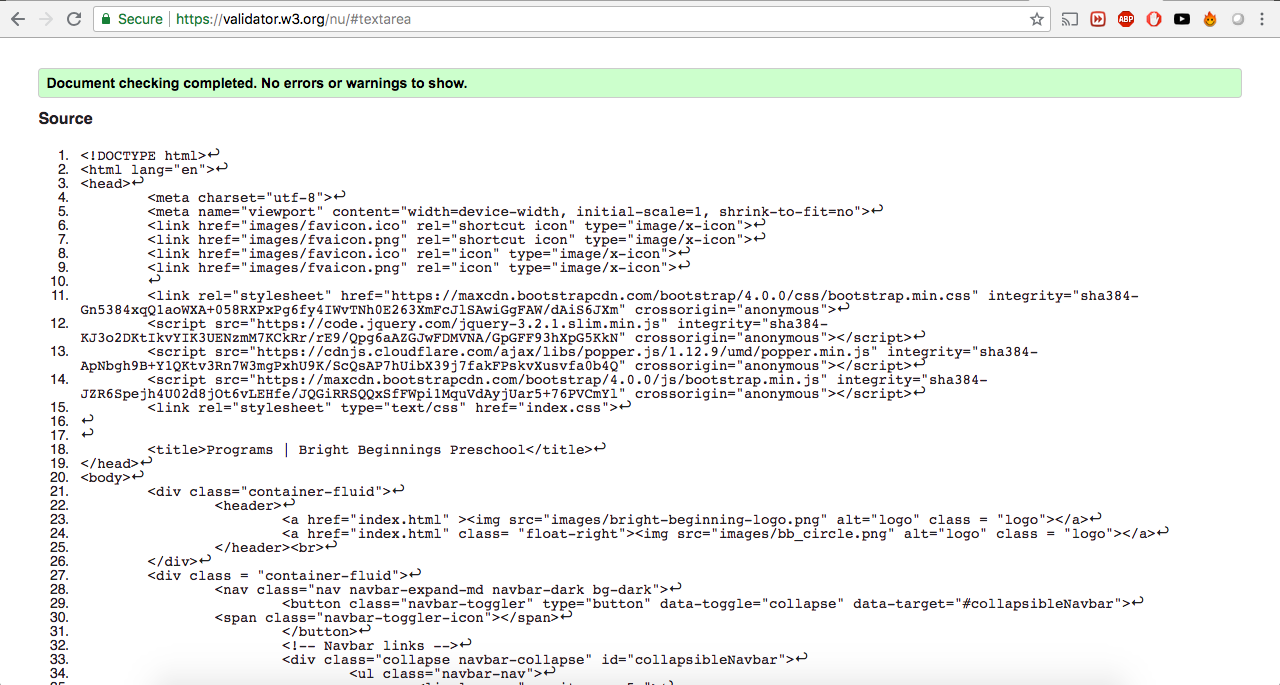 Secure https://validator.w3.org/nu/#textarea
ABP
Document checking completed. No errors or warnings to show.
Source
1. <!DOCTYPE html>↩
2. <html lang="en">↩
3. <head>↩
4. <meta charset="utf-8">↩
5. <meta name="viewport" content="width=device-width, initial-scale=1, shrink-to-fit=no">↩
6. <link href="images/favicon.ico" rel="shortcut icon" type="image/x-icon">↩
7. <link href="images/fvaicon.png" rel="shortcut icon" type="image/x-icon">↩
8. <link href="images/favicon.ico" rel="icon" type="image/x-icon">↩
9. <link href="images/fvaicon.png" rel="icon" type="image/x-icon">↩
10. ↩
11. <link rel="stylesheet" href="https://maxcdn.bootstrapcdn.com/bootstrap/4.0.0/css/bootstrap.min.css" integrity="sha384-
Gn5384xqQ1aoWXA+058RXPxPg6fy4IWvTNh0E263XmFcJlSAwiGgFAW/dAiS6JXm" crossorigin="anonymous">↩
12. <script src="https://code.jquery.com/jquery-3.2.1.slim.min.js" integrity="sha384-
KJ3o2DKtIkvYIK3UENzmM7KCkRr/rE9/Qpg6aAZGJwFDMVNA/GpGFF93hXpG5KkN" crossorigin="anonymous"></script>↩
13. <script src="https://cdnjs.cloudflare.com/ajax/libs/popper.js/1.12.9/umd/popper.min.js" integrity="sha384-
ApNbgh9B+Y1QKtv3Rn7W3mgPxhU9K/ScQsAP7hUibX39j7fakFPskvXusvfa0b4Q" crossorigin="anonymous"></script>↩
14. <script src="https://maxcdn.bootstrapcdn.com/bootstrap/4.0.0/js/bootstrap.min.js" integrity="sha384-
JZR6Spejh4U02d8jOt6vLEHfe/JQGiRRSQQxSfFWpi1MquVdAyjUar5+76PVCmYl" crossorigin="anonymous"></script>↩
15. <link rel="stylesheet" type="text/css" href="index.css">↩
16. ↩
17. ↩
18. <title>Programs | Bright Beginnings Preschool</title>↩
19. </head>↩
20. <body>↩
21. <div class="container-fluid">↩
22. <header>↩
23. <a href="index.html" ><img src="images/bright-beginning-logo.png" alt="logo" class = "logo"></a>↩
24. <a href="index.html" class= "float-right"><img src="images/bb_circle.png" alt="logo" class = "logo"></a>↩
25. </header><br>↩
26. </div>↩
27. <div class = "container-fluid">↩
28. <nav class="nav navbar-expand-md navbar-dark bg-dark">↩
29. <button class="navbar-toggler" type="button" data-toggle="collapse" data-target="#collapsibleNavbar">↩
30. <span class="navbar-toggler-icon"></span>↩
31. </button>↩
32. <!-- Navbar links -->↩
33. <div class="collapse navbar-collapse" id="collapsibleNavbar">↩
34. <ul class="navbar-nav">↩